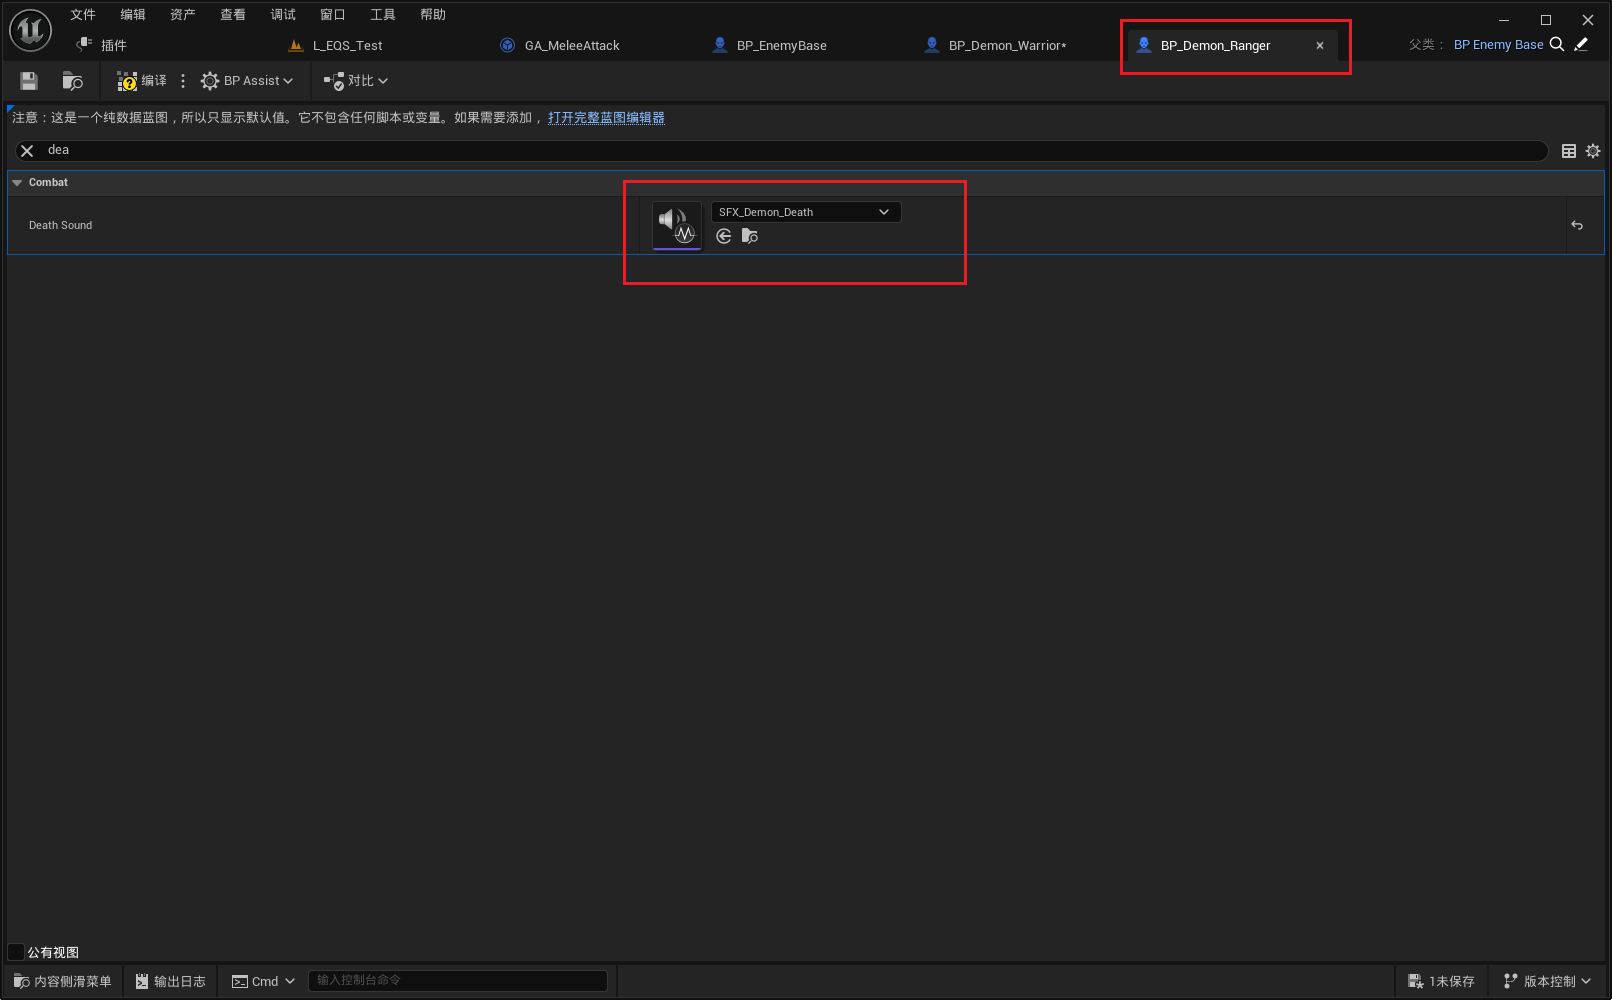 文件 编辑 资产 查看 调试 窗口 工具 帮助
插件 L_EQS_Test GA_MeleeAttack BP_EnemyBase BP_Demon_Warrior* BP_Demon_Ranger 父类： BP Enemy Base
编译 BP Assist 对比
注意：这是一个纯数据蓝图，所以只显示默认值。它不包含任何脚本或变量。如果需要添加，打开完整蓝图编辑器
dea
Combat
Death Sound
SFX_Demon_Death
公有视图
内容侧滑菜单 输出日志 Cmd 输入控制台命令 1未保存 版本控制